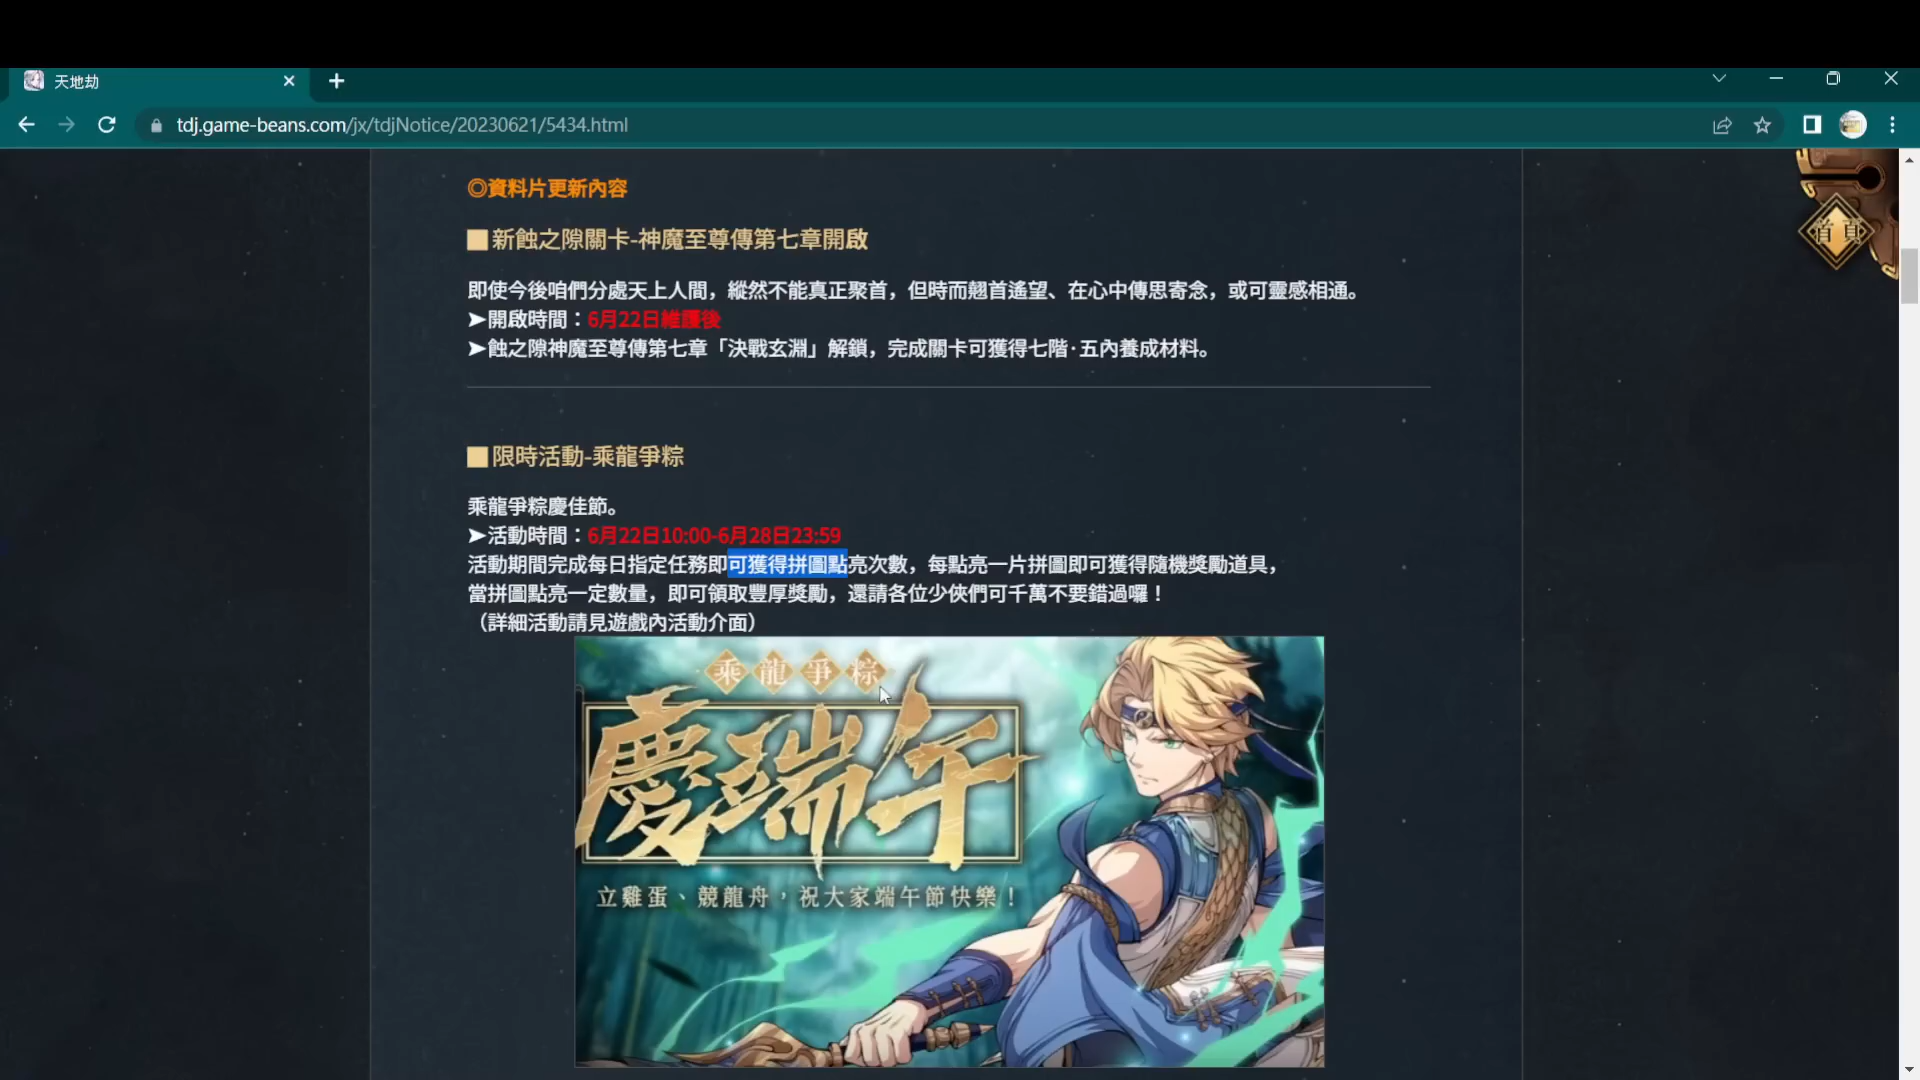 天地劫
tdj.game-beans.com/jx/tdjNotice/20230621/5434.html
首頁
◎資料片更新內容
新蝕之隙關卡-神魔至尊傳第七章開啟
即使今後咱們分處天上人間，縱然不能真正聚首，但時而翹首遙望、在心中傳思寄念，或可靈感相通。
➤開啟時間：6月22日維護後
➤蝕之隙神魔至尊傳第七章「決戰玄淵」解鎖，完成關卡可獲得七階·五內養成材料。
限時活動-乘龍爭粽
乘龍爭粽慶佳節。
➤活動時間：6月22日10:00-6月28日23:59
活動期間完成每日指定任務即可獲得拼圖點亮次數，每點亮一片拼圖即可獲得隨機獎勵道具，
當拼圖點亮一定數量，即可領取豐厚獎勵，還請各位少俠們可千萬不要錯過囉！
（詳細活動請見遊戲內活動介面）
乘龍爭粽
慶端午
立雞蛋、競龍舟，祝大家端午節快樂！